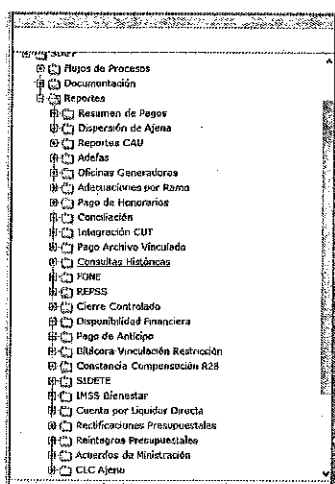 Flujos de Procesos
Documentación
Reportes
Resumen de Pagos
Dispersión de Ajena
Reportes CAU
Adefas
Oficinas Generadoras
Adecuaciones por Ramo
Pago de Honorarios
Conciliación
Integración CUT
Pago Archivo Vinculado
Consultas Históricas
FONE
REPSS
Cierre Controlado
Disponibilidad Financiera
Pago de Anticipo
Bitácora Vinculación Restricción
Constancia Compensación R28
SIDETE
IMSS Bienestar
Cuenta por Liquidar Directa
Rectificaciones Presupuestales
Reintegros Presupuestales
Acuerdos de Ministración
CLC Ajena